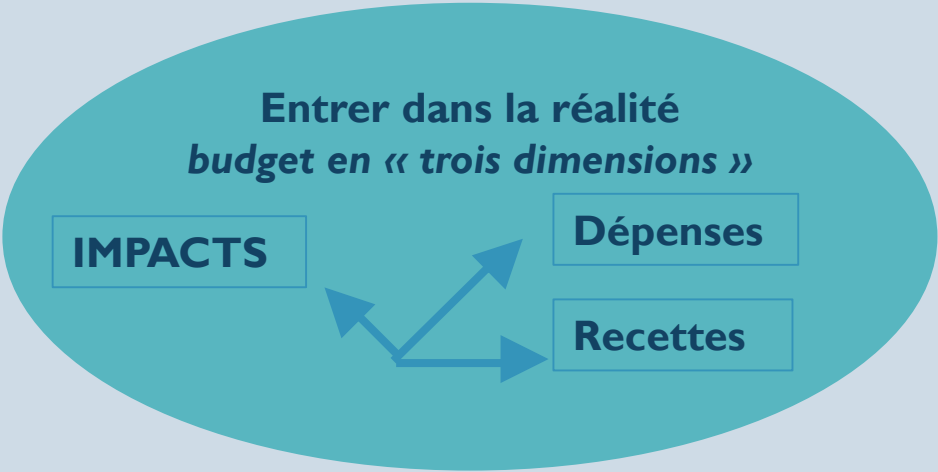 Entrer dans la réalité
budget en « trois dimensions »
IMPACTS
Dépenses
Recettes